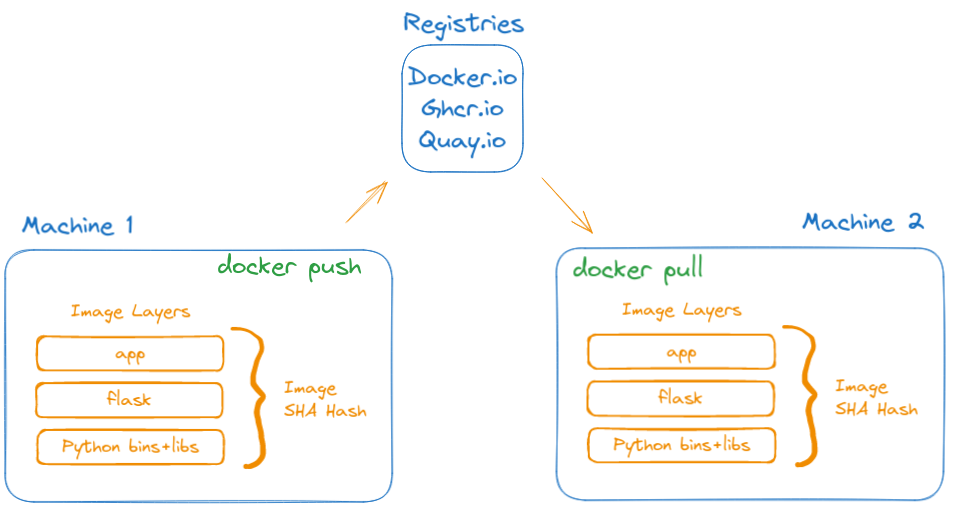 Registries
Docker.io
Ghcr.io
Quay.io
Machine 1
docker push
Image Layers
app
flask
Python bins+libs
Image
SHA Hash
Machine 2
docker pull
Image Layers
app
flask
Python bins+libs
Image
SHA Hash